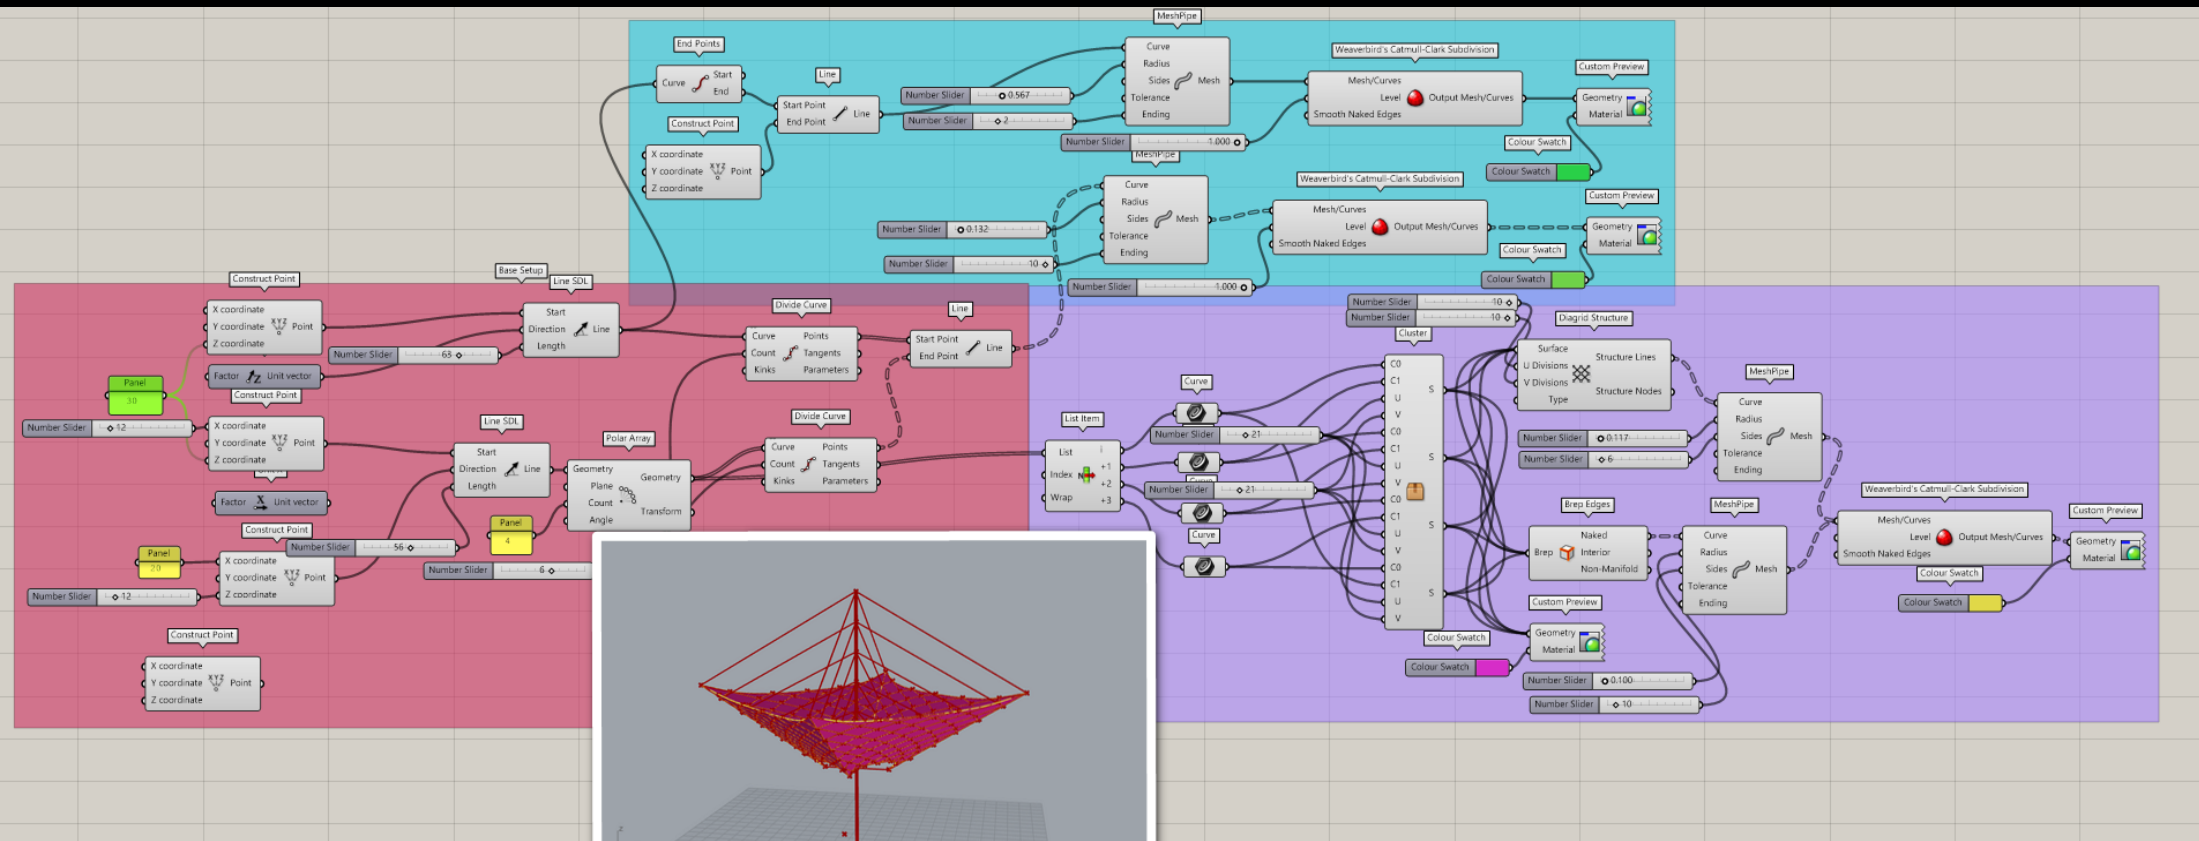 MeshPipe
End Points
Curve
Start
End
Line
Start Point
End Point
Line
Construct Point
X coordinate
Y coordinate
Z coordinate
Point
Number Slider 0.567
Number Slider 2
Curve
Radius
Sides
Tolerance
Ending
Mesh
Number Slider 1.000
Weaverbird's Catmull-Clark Subdivision
Mesh/Curves
Level
Smooth Naked Edges
Output Mesh/Curves
Custom Preview
Geometry
Material
Colour Swatch
Colour Swatch
MeshPipe
Curve
Radius
Sides
Tolerance
Ending
Mesh
Number Slider 0.132
Number Slider 10
Number Slider 1.000
Weaverbird's Catmull-Clark Subdivision
Mesh/Curves
Level
Smooth Naked Edges
Output Mesh/Curves
Custom Preview
Geometry
Material
Colour Swatch
Colour Swatch
Construct Point
X coordinate
Y coordinate
Z coordinate
Point
Base Setup
Line SDL
Start
Direction
Length
Line
Number Slider 63
Factor Z Unit vector
Panel
30
Number Slider 12
Construct Point
X coordinate
Y coordinate
Z coordinate
Point
Factor X Unit vector
Line SDL
Start
Direction
Length
Line
Construct Point
Number Slider 56
Panel
20
Number Slider 12
X coordinate
Y coordinate
Z coordinate
Point
Construct Point
X coordinate
Y coordinate
Z coordinate
Point
Panel
4
Number Slider 6
Polar Array
Geometry
Plane
Count
Angle
Geometry
Transform
Divide Curve
Curve
Count
Kinks
Points
Tangents
Parameters
Divide Curve
Curve
Count
Kinks
Points
Tangents
Parameters
Line
Start Point
End Point
Line
List Item
List
Index
Wrap
i
+1
+2
+3
Curve
Number Slider 21
Number Slider 21
Curve
Number Slider 10
Number Slider 10
Cluster
C0
C1
U
V
C0
C1
U
V
C0
C1
U
V
C0
C1
U
V
S
S
S
S
Diagrid Structure
Surface
U Divisions
V Divisions
Type
Structure Lines
Structure Nodes
Number Slider 0.117
Number Slider 6
MeshPipe
Curve
Radius
Sides
Tolerance
Ending
Mesh
Brep Edges
Brep
Naked
Interior
Non-Manifold
MeshPipe
Curve
Radius
Sides
Tolerance
Ending
Mesh
Custom Preview
Geometry
Material
Colour Swatch
Colour Swatch
Number Slider 0.100
Number Slider 10
Weaverbird's Catmull-Clark Subdivision
Mesh/Curves
Level
Smooth Naked Edges
Output Mesh/Curves
Colour Swatch
Colour Swatch
Custom Preview
Geometry
Material